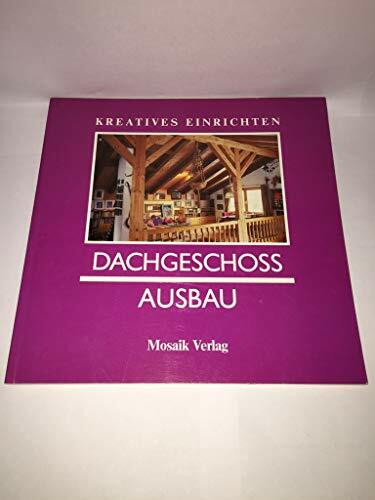 KREATIVES EINRICHTEN
DACHGESCHOSS
AUSBAU
Mosaik Verlag